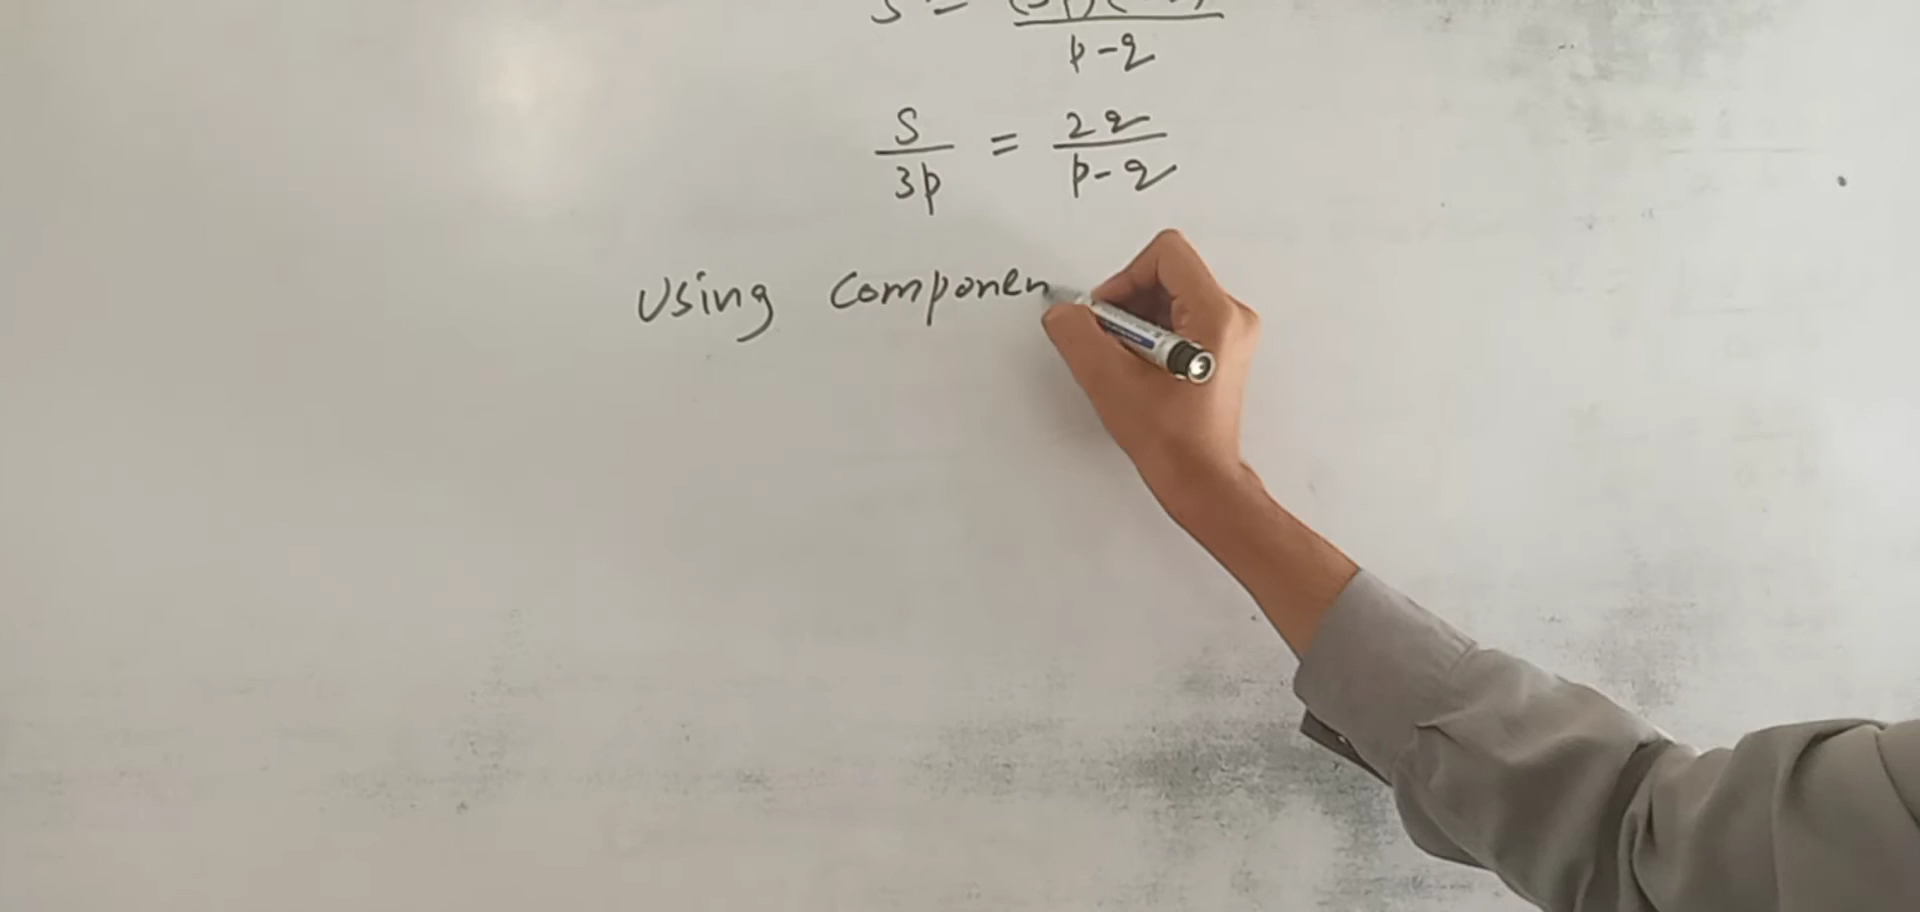 S =
p-q
S/3p = 2q/p-q
Using Componen